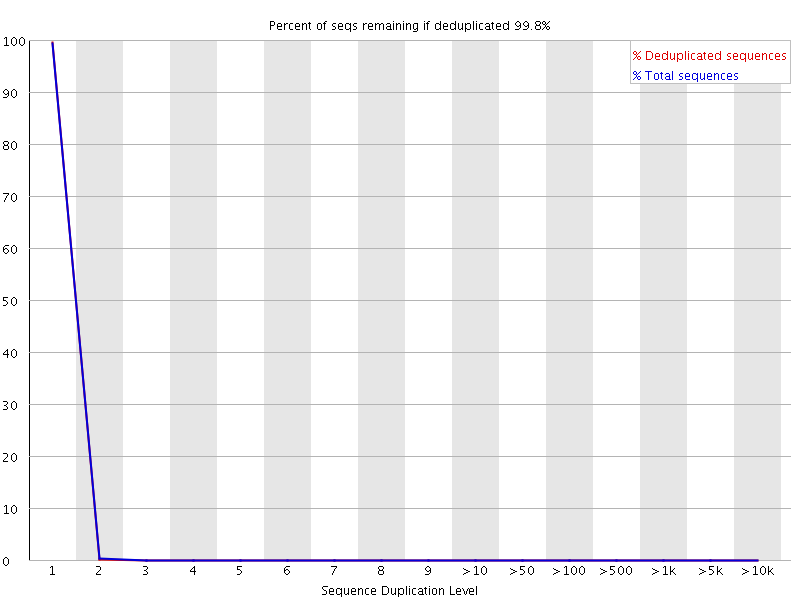 Percent of seqs remaining if deduplicated 99.8%
% Deduplicated sequences
% Total sequences
100
90
80
70
60
50
40
30
20
10
0
1 2 3 4 5 6 7 8 9 >10 >50 >100 >500 >1k >5k >10k
Sequence Duplication Level